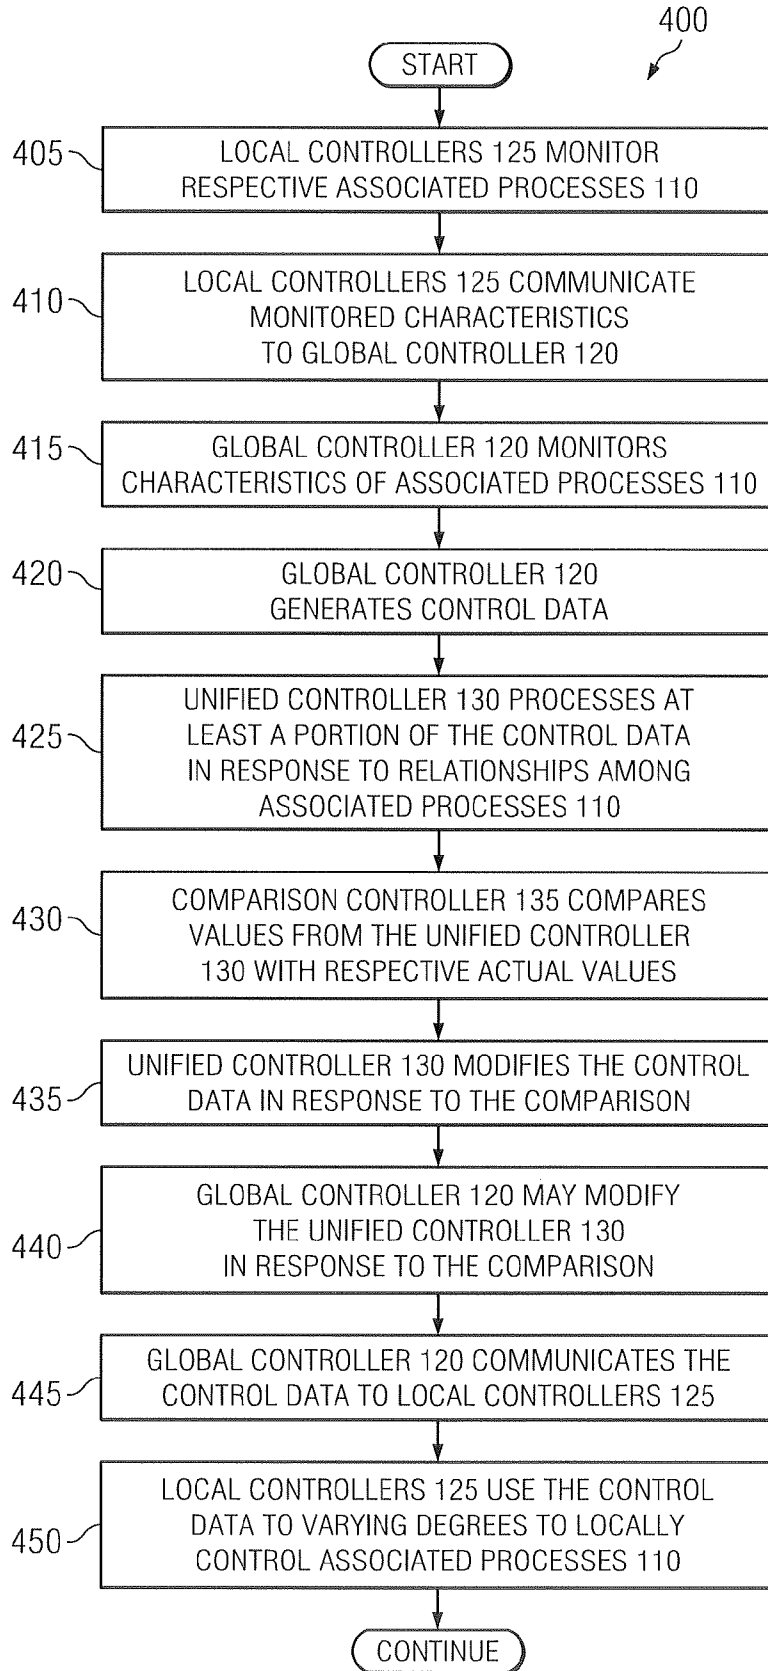 400
START
405
LOCAL CONTROLLERS 125 MONITOR
RESPECTIVE ASSOCIATED PROCESSES 110
410
LOCAL CONTROLLERS 125 COMMUNICATE
MONITORED CHARACTERISTICS
TO GLOBAL CONTROLLER 120
415
GLOBAL CONTROLLER 120 MONITORS
CHARACTERISTICS OF ASSOCIATED PROCESSES 110
420
GLOBAL CONTROLLER 120
GENERATES CONTROL DATA
425
UNIFIED CONTROLLER 130 PROCESSES AT
LEAST A PORTION OF THE CONTROL DATA
IN RESPONSE TO RELATIONSHIPS AMONG
ASSOCIATED PROCESSES 110
430
COMPARISON CONTROLLER 135 COMPARES
VALUES FROM THE UNIFIED CONTROLLER
130 WITH RESPECTIVE ACTUAL VALUES
435
UNIFIED CONTROLLER 130 MODIFIES THE CONTROL
DATA IN RESPONSE TO THE COMPARISON
440
GLOBAL CONTROLLER 120 MAY MODIFY
THE UNIFIED CONTROLLER 130
IN RESPONSE TO THE COMPARISON
445
GLOBAL CONTROLLER 120 COMMUNICATES THE
CONTROL DATA TO LOCAL CONTROLLERS 125
450
LOCAL CONTROLLERS 125 USE THE CONTROL
DATA TO VARYING DEGREES TO LOCALLY
CONTROL ASSOCIATED PROCESSES 110
CONTINUE